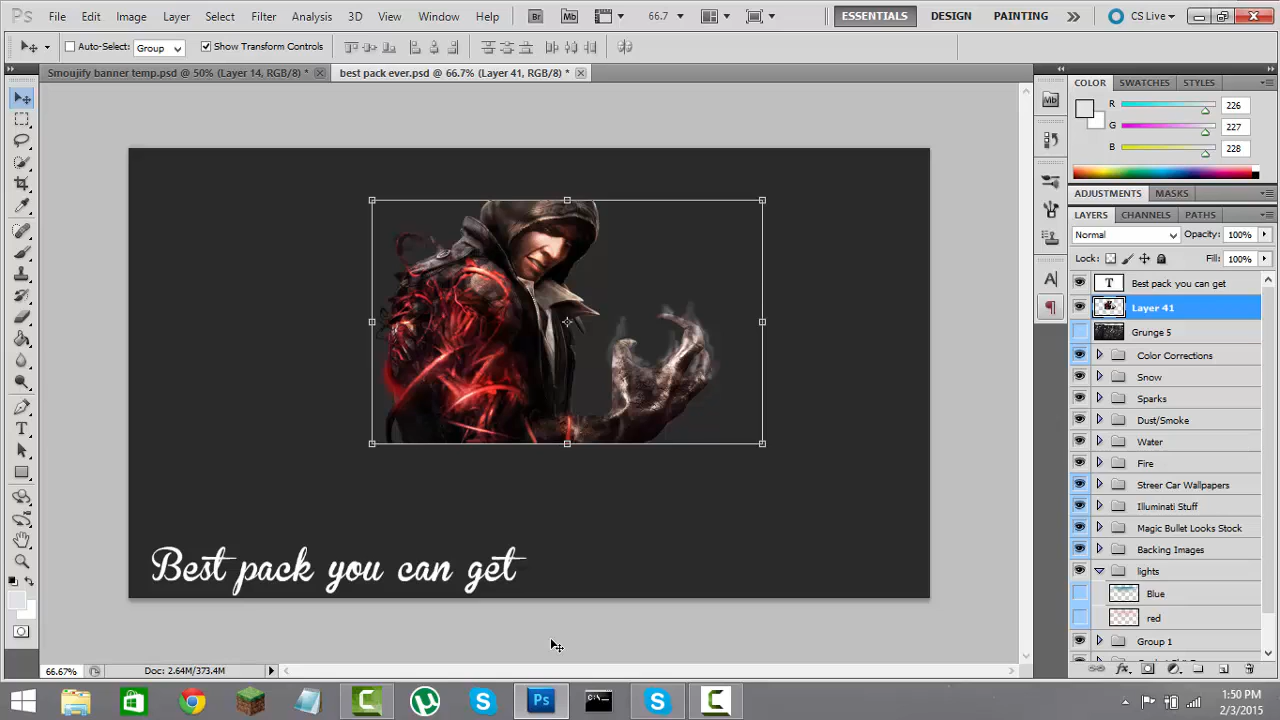 Ps File Edit Image Layer Select Filter Analysis 3D View Window Help Br Mb 66.7 ESSENTIALS DESIGN PAINTING CS Live
Auto-Select: Group Show Transform Controls
Smoujify banner temp.psd @ 50% (Layer 14, RGB/8) * best pack ever.psd @ 66.7% (Layer 41, RGB/8) *
COLOR SWATCHES STYLES
R 226
G 227
B 228
ADJUSTMENTS MASKS
LAYERS CHANNELS PATHS
Normal Opacity: 100%
Lock: Fill: 100%
T Best pack you can get
Layer 41
Grunge 5
Color Corrections
Snow
Sparks
Dust/Smoke
Water
Fire
Streer Car Wallpapers
Illuminati Stuff
Magic Bullet Looks Stock
Backing Images
lights
Blue
red
Group 1
Best pack you can get
66.67% Doc: 2.64M/373.4M
1:50 PM
2/3/2015